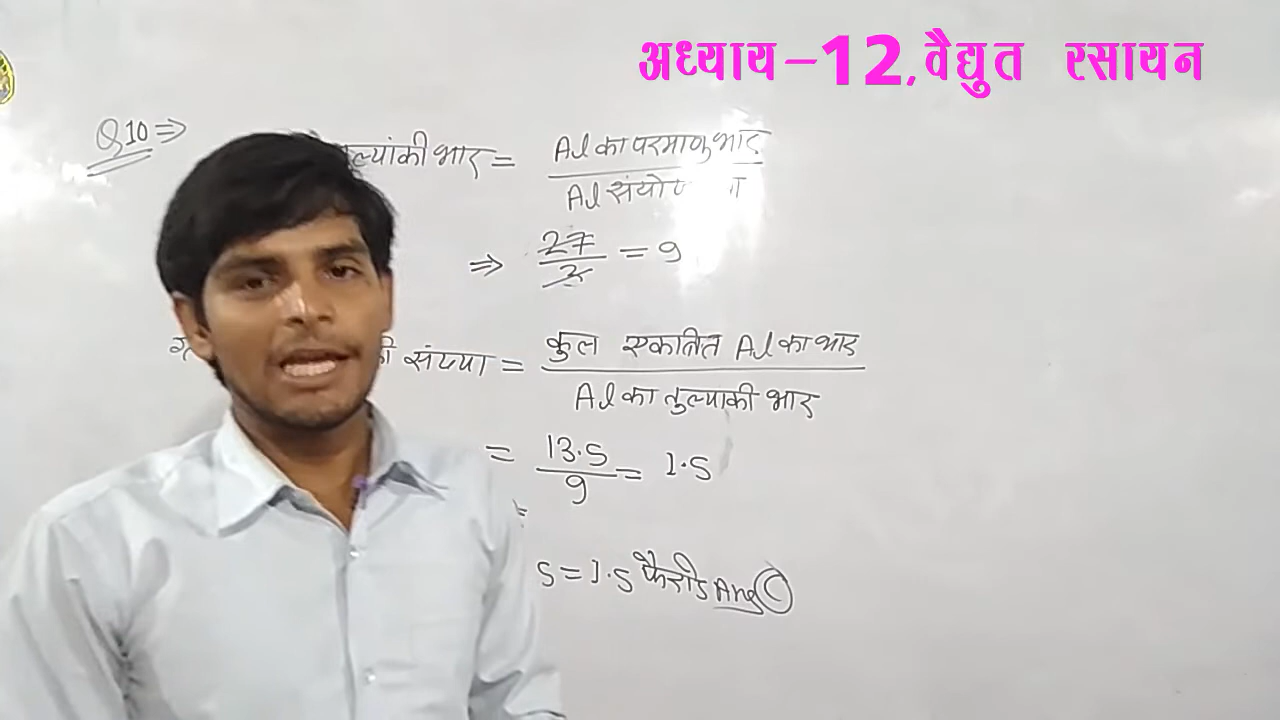 अध्याय-12, वैद्युत रसायन
Q10 ⇒
ल्यांकी भार = Al का परमाणु भार
Al संयो
⇒ 27/3 = 9
संख्या = कुल एकत्रित Al का भार
Al का तुल्यांकी भार
= 13.5/9 = 1.5
=
5 = 1.5 फैराडे Ans C